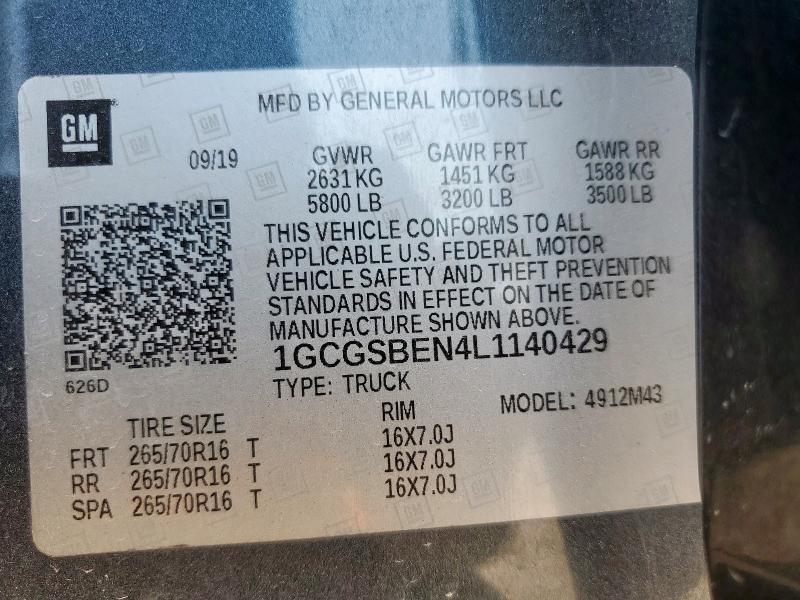 GM
MFD BY GENERAL MOTORS LLC
09/19 GVWR GAWR FRT GAWR RR
2631 KG 1451 KG 1588 KG
5800 LB 3200 LB 3500 LB
THIS VEHICLE CONFORMS TO ALL
APPLICABLE U.S. FEDERAL MOTOR
VEHICLE SAFETY AND THEFT PREVENTION
STANDARDS IN EFFECT ON THE DATE OF
MANUFACTURE SHOWN ABOVE.
1GCGSBEN4L1140429
626D
TYPE: TRUCK
MODEL: 4912M43
TIRE SIZE RIM
FRT 265/70R16 T 16X7.0J
RR 265/70R16 T 16X7.0J
SPA 265/70R16 T 16X7.0J